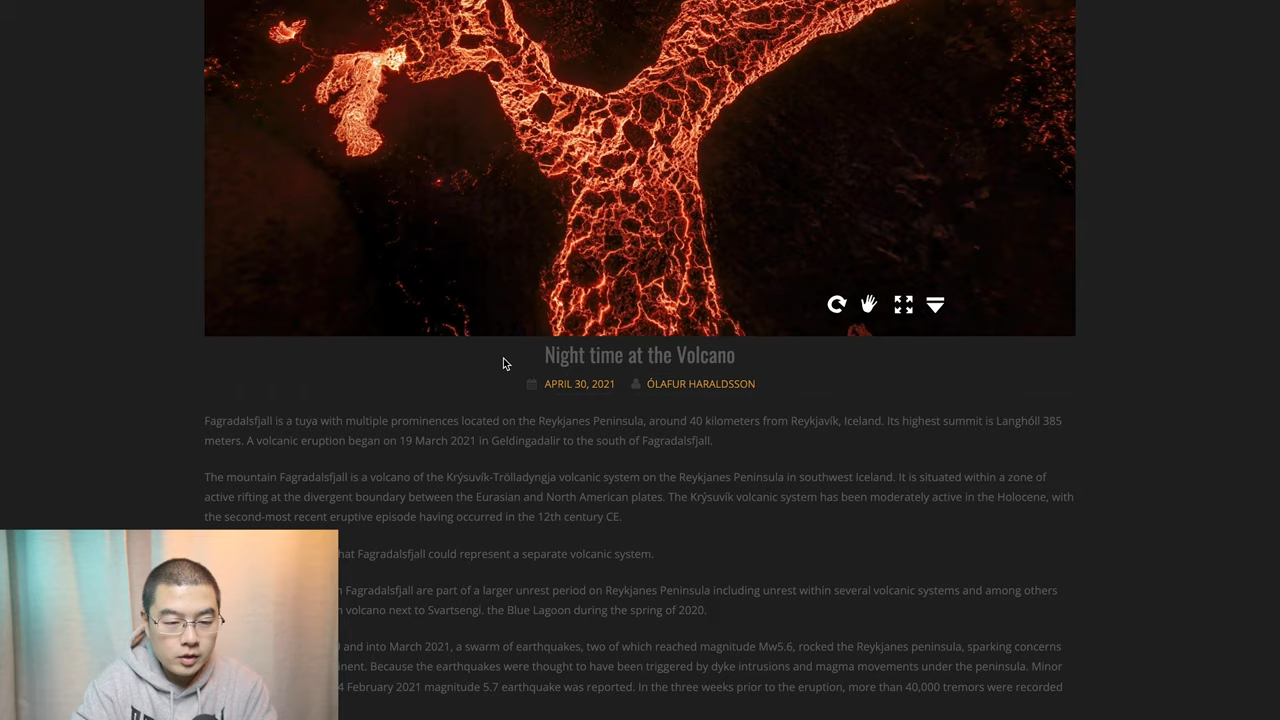 Night time at the Volcano
APRIL 30, 2021 ÓLAFUR HARALDSSON
Fagradalsfjall is a tuya with multiple prominences located on the Reykjanes Peninsula, around 40 kilometers from Reykjavík, Iceland. Its highest summit is Langhóll 385
meters. A volcanic eruption began on 19 March 2021 in Geldingadalir to the south of Fagradalsfjall.
The mountain Fagradalsfjall is a volcano of the Krýsuvík-Trölladyngja volcanic system on the Reykjanes Peninsula in southwest Iceland. It is situated within a zone of
active rifting at the divergent boundary between the Eurasian and North American plates. The Krýsuvík volcanic system has been moderately active in the Holocene, with
the second-most recent eruptive episode having occurred in the 12th century CE.
hat Fagradalsfjall could represent a separate volcanic system.
Fagradalsfjall are part of a larger unrest period on Reykjanes Peninsula including unrest within several volcanic systems and among others
volcano next to Svartsengi. the Blue Lagoon during the spring of 2020.
and into March 2021, a swarm of earthquakes, two of which reached magnitude Mw5.6, rocked the Reykjanes peninsula, sparking concerns
inent. Because the earthquakes were thought to have been triggered by dyke intrusions and magma movements under the peninsula. Minor
4 February 2021 magnitude 5.7 earthquake was reported. In the three weeks prior to the eruption, more than 40,000 tremors were recorded